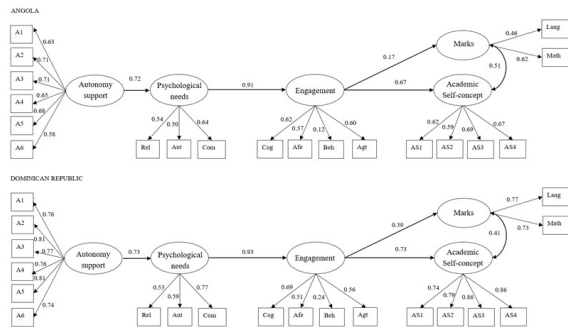 ANGOLA
A1
A2
A3
A4
A5
A6
0.63
0.71
0.71
0.65
0.68
0.58
Autonomy
support
0.72
Psychological
needs
0.54
0.50
0.64
Rel
Aut
Com
0.91
Engagement
0.62
0.57
0.12
0.60
Cog
Afe
Beh
Agt
0.17
0.67
Marks
0.46
0.62
Lang
Math
0.51
Academic
Self-concept
0.62
0.59
0.69
0.67
AS1
AS2
AS3
AS4
DOMINICAN REPUBLIC
A1
A2
A3
A4
A5
A6
0.76
0.81
0.77
0.76
0.81
0.74
Autonomy
support
0.73
Psychological
needs
0.53
0.59
0.77
Rel
Aut
Com
0.93
Engagement
0.69
0.51
0.24
0.56
Cog
Afe
Beh
Agt
0.39
0.73
Marks
0.77
0.73
Lang
Math
0.41
Academic
Self-concept
0.74
0.79
0.86
0.86
AS1
AS2
AS3
AS4